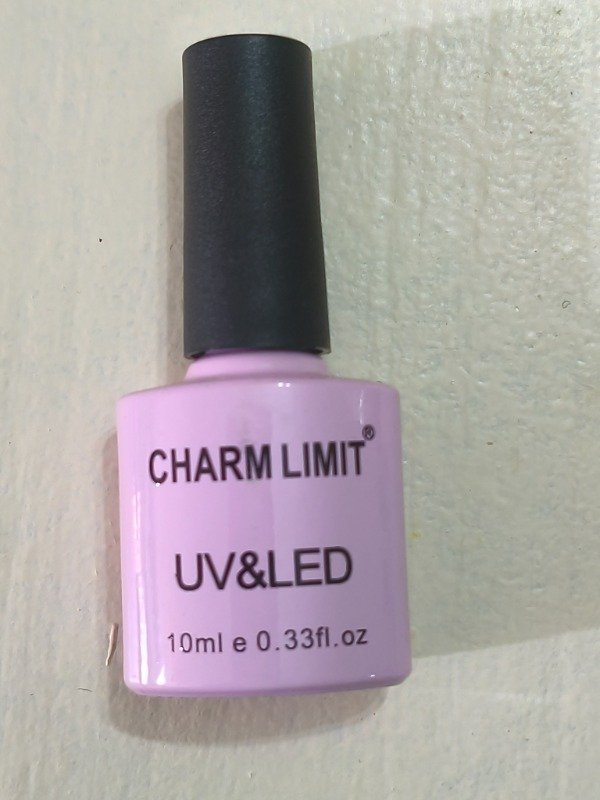 CHARM LIMIT®
UV&LED
10ml e 0.33fl.oz